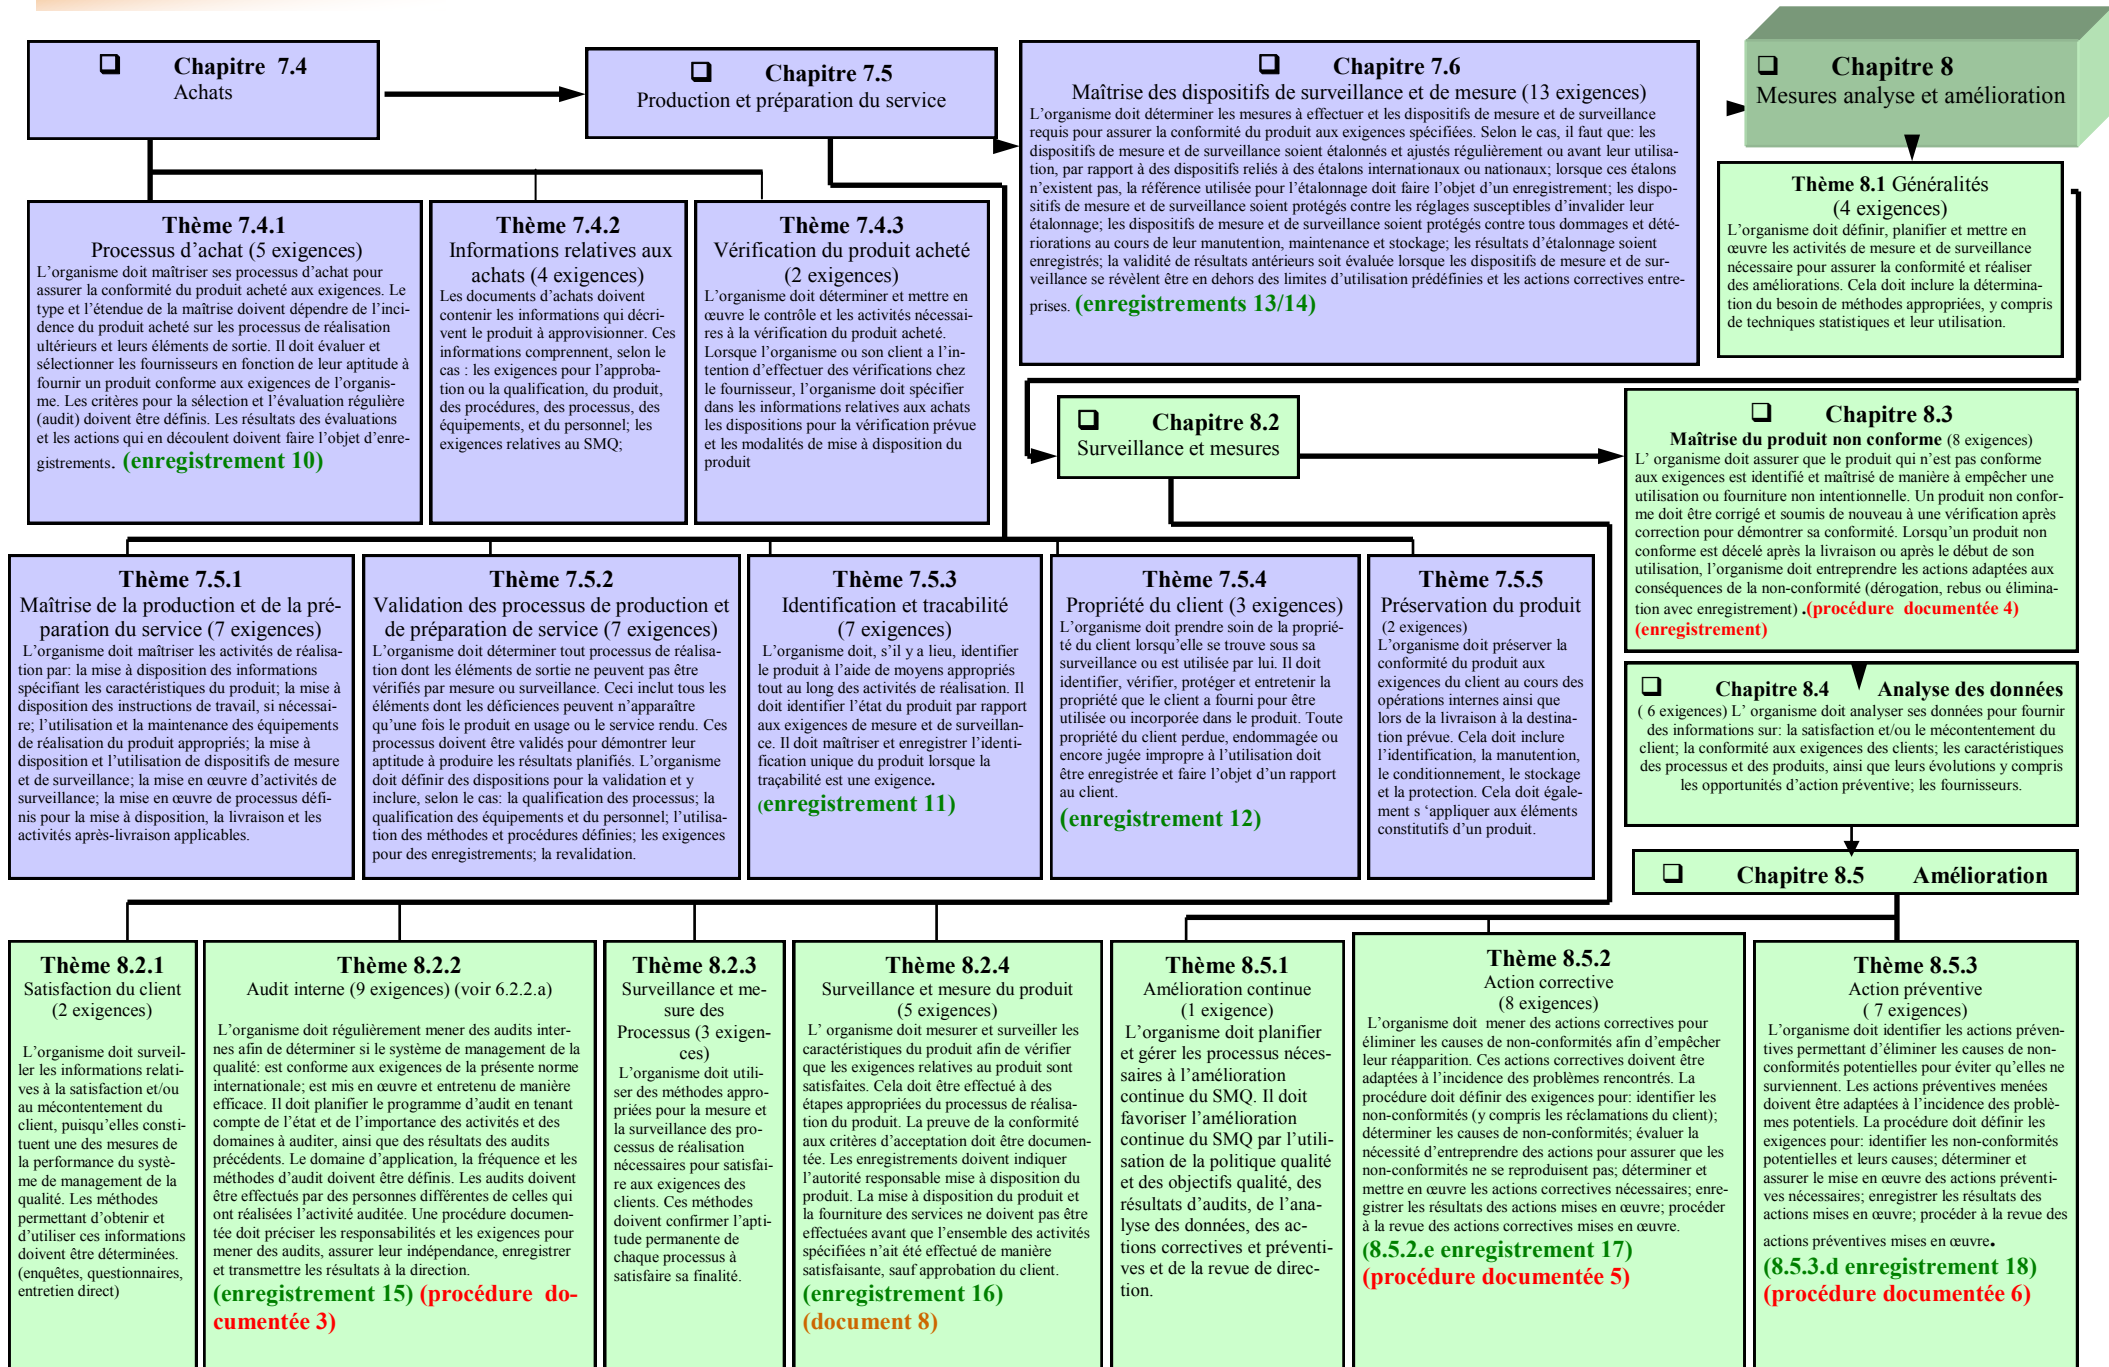 ❑ Chapitre 7.4
Achats
❑ Chapitre 7.5
Production et préparation du service
❑ Chapitre 7.6
Maîtrise des dispositifs de surveillance et de mesure (13 exigences)
L'organisme doit déterminer les mesures à effectuer et les dispositifs de mesure et de surveillance
requis pour assurer la conformité du produit aux exigences spécifiées. Selon le cas, il faut que: les
dispositifs de mesure et de surveillance soient étalonnés et ajustés régulièrement ou avant leur utilisa-
tion, par rapport à des dispositifs reliés à des étalons internationaux ou nationaux; lorsque ces étalons
n'existent pas, la référence utilisée pour l'étalonnage doit faire l'objet d'un enregistrement; les dispo-
sitifs de mesure et de surveillance soient protégés contre les réglages susceptibles d'invalider leur
étalonnage; les dispositifs de mesure et de surveillance soient protégés contre tous dommages et dété-
riorations au cours de leur manutention, maintenance et stockage; les résultats d'étalonnage soient
enregistrés; la validité de résultats antérieurs soit évaluée lorsque les dispositifs de mesure et de sur-
veillance se révèlent être en dehors des limites d'utilisation prédéfinies et les actions correctives entre-
prises. (enregistrements 13/14)
❑ Chapitre 8
Mesures analyse et amélioration
Thème 8.1 Généralités
(4 exigences)
L'organisme doit définir, planifier et mettre en
œuvre les activités de mesure et de surveillance
nécessaire pour assurer la conformité et réaliser
des améliorations. Cela doit inclure la détermina-
tion du besoin de méthodes appropriées, y compris
de techniques statistiques et leur utilisation.
Thème 7.4.1
Processus d'achat (5 exigences)
L'organisme doit maîtriser ses processus d'achat pour
assurer la conformité du produit acheté aux exigences. Le
type et l'étendue de la maîtrise doivent dépendre de l'inci-
dence du produit acheté sur les processus de réalisation
ultérieurs et leurs éléments de sortie. Il doit évaluer et
sélectionner les fournisseurs en fonction de leur aptitude à
fournir un produit conforme aux exigences de l'organis-
me. Les critères pour la sélection et l'évaluation régulière
(audit) doivent être définis. Les résultats des évaluations
et les actions qui en découlent doivent faire l'objet d'enre-
gistrements. (enregistrement 10)
Thème 7.4.2
Informations relatives aux
achats (4 exigences)
Les documents d'achats doivent
contenir les informations qui décri-
vent le produit à approvisionner. Ces
informations comprennent, selon le
cas : les exigences pour l'approba-
tion ou la qualification, du produit,
des procédures, des processus, des
équipements, et du personnel; les
exigences relatives au SMQ;
Thème 7.4.3
Vérification du produit acheté
(2 exigences)
L'organisme doit déterminer et mettre en
œuvre le contrôle et les activités nécessai-
res à la vérification du produit acheté.
Lorsque l'organisme ou son client a l'in-
tention d'effectuer des vérifications chez
le fournisseur, l'organisme doit spécifier
dans les informations relatives aux achats
les dispositions pour la vérification prévue
et les modalités de mise à disposition du
produit
❑ Chapitre 8.2
Surveillance et mesures
❑ Chapitre 8.3
Maîtrise du produit non conforme (8 exigences)
L' organisme doit assurer que le produit qui n'est pas conforme
aux exigences est identifié et maîtrisé de manière à empêcher une
utilisation ou fourniture non intentionnelle. Un produit non confor-
me doit être corrigé et soumis de nouveau à une vérification après
correction pour démontrer sa conformité. Lorsqu'un produit non
conforme est décelé après la livraison ou après le début de son
utilisation, l'organisme doit entreprendre les actions adaptées aux
conséquences de la non-conformité (dérogation, rebus ou élimina-
tion avec enregistrement) .(procédure documentée 4)
(enregistrement)
Thème 7.5.1
Maîtrise de la production et de la pré-
paration du service (7 exigences)
L'organisme doit maîtriser les activités de réalisa-
tion par: la mise à disposition des informations
spécifiant les caractéristiques du produit; la mise à
disposition des instructions de travail, si nécessai-
re; l'utilisation et la maintenance des équipements
de réalisation du produit appropriés; la mise à
disposition et l'utilisation de dispositifs de mesure
et de surveillance; la mise en œuvre d'activités de
surveillance; la mise en œuvre de processus défi-
nis pour la mise à disposition, la livraison et les
activités après-livraison applicables.
Thème 7.5.2
Validation des processus de production et
de préparation de service (7 exigences)
L'organisme doit déterminer tout processus de réalisa-
tion dont les éléments de sortie ne peuvent pas être
vérifiés par mesure ou surveillance. Ceci inclut tous les
éléments dont les déficiences peuvent n'apparaître
qu'une fois le produit en usage ou le service rendu. Ces
processus doivent être validés pour démontrer leur
aptitude à produire les résultats planifiés. L'organisme
doit définir des dispositions pour la validation et y
inclure, selon le cas: la qualification des processus; la
qualification des équipements et du personnel; l'utilisa-
tion des méthodes et procédures définies; les exigences
pour des enregistrements; la revalidation.
Thème 7.5.3
Identification et tracabilité
(7 exigences)
L'organisme doit, s'il y a lieu, identifier
le produit à l'aide de moyens appropriés
tout au long des activités de réalisation. Il
doit identifier l'état du produit par rapport
aux exigences de mesure et de surveillan-
ce. Il doit maîtriser et enregistrer l'identi-
fication unique du produit lorsque la
traçabilité est une exigence.
(enregistrement 11)
Thème 7.5.4
Propriété du client (3 exigences)
L'organisme doit prendre soin de la proprié-
té du client lorsqu'elle se trouve sous sa
surveillance ou est utilisée par lui. Il doit
identifier, vérifier, protéger et entretenir la
propriété que le client a fourni pour être
utilisée ou incorporée dans le produit. Toute
propriété du client perdue, endommagée ou
encore jugée impropre à l'utilisation doit
être enregistrée et faire l'objet d'un rapport
au client.
(enregistrement 12)
Thème 7.5.5
Préservation du produit
(2 exigences)
L'organisme doit préserver la
conformité du produit aux
exigences du client au cours des
opérations internes ainsi que
lors de la livraison à la destina-
tion prévue. Cela doit inclure
l'identification, la manutention,
le conditionnement, le stockage
et la protection. Cela doit égale-
ment s 'appliquer aux éléments
constitutifs d'un produit.
❑ Chapitre 8.4 Analyse des données
( 6 exigences) L' organisme doit analyser ses données pour fournir
des informations sur: la satisfaction et/ou le mécontentement du
client; la conformité aux exigences des clients; les caractéristiques
des processus et des produits, ainsi que leurs évolutions y compris
les opportunités d'action préventive; les fournisseurs.
❑ Chapitre 8.5 Amélioration
Thème 8.2.1
Satisfaction du client
(2 exigences)
L'organisme doit surveil-
ler les informations relati-
ves à la satisfaction et/ou
au mécontentement du
client, puisqu'elles consti-
tuent une des mesures de
la performance du systè-
me de management de la
qualité. Les méthodes
permettant d'obtenir et
d'utiliser ces informations
doivent être déterminées.
(enquêtes, questionnaires,
entretien direct)
Thème 8.2.2
Audit interne (9 exigences) (voir 6.2.2.a)
L'organisme doit régulièrement mener des audits inter-
nes afin de déterminer si le système de management de la
qualité: est conforme aux exigences de la présente norme
internationale; est mis en œuvre et entretenu de manière
efficace. Il doit planifier le programme d'audit en tenant
compte de l'état et de l'importance des activités et des
domaines à auditer, ainsi que des résultats des audits
précédents. Le domaine d'application, la fréquence et les
méthodes d'audit doivent être définis. Les audits doivent
être effectués par des personnes différentes de celles qui
ont réalisées l'activité auditée. Une procédure documen-
tée doit préciser les responsabilités et les exigences pour
mener des audits, assurer leur indépendance, enregistrer
et transmettre les résultats à la direction.
(enregistrement 15) (procédure do-
cumentée 3)
Thème 8.2.3
Surveillance et me-
sure des
Processus (3 exigen-
ces)
L'organisme doit utili-
ser des méthodes appro-
priées pour la mesure et
la surveillance des pro-
cessus de réalisation
nécessaires pour satisfai-
re aux exigences des
clients. Ces méthodes
doivent confirmer l'apti-
tude permanente de
chaque processus à
satisfaire sa finalité.
Thème 8.2.4
Surveillance et mesure du produit
(5 exigences)
L' organisme doit mesurer et surveiller les
caractéristiques du produit afin de vérifier
que les exigences relatives au produit sont
satisfaites. Cela doit être effectué à des
étapes appropriées du processus de réalisa-
tion du produit. La preuve de la conformité
aux critères d'acceptation doit être documen-
tée. Les enregistrements doivent indiquer
l'autorité responsable mise à disposition du
produit. La mise à disposition du produit et
la fourniture des services ne doivent pas être
effectuées avant que l'ensemble des activités
spécifiées n'ait été effectué de manière
satisfaisante, sauf approbation du client.
(enregistrement 16)
(document 8)
Thème 8.5.1
Amélioration continue
(1 exigence)
L'organisme doit planifier
et gérer les processus néces-
saires à l'amélioration
continue du SMQ. Il doit
favoriser l'amélioration
continue du SMQ par l'utili-
sation de la politique qualité
et des objectifs qualité, des
résultats d'audits, de l'ana-
lyse des données, des ac-
tions correctives et préventi-
ves et de la revue de direc-
tion.
Thème 8.5.2
Action corrective
(8 exigences)
L'organisme doit  mener des actions correctives pour
éliminer les causes de non-conformités afin d'empêcher
leur réapparition. Ces actions correctives doivent être
adaptées à l'incidence des problèmes rencontrés. La
procédure doit définir des exigences pour: identifier les
non-conformités (y compris les réclamations du client);
déterminer les causes de non-conformités; évaluer la
nécessité d'entreprendre des actions pour assurer que les
non-conformités ne se reproduisent pas; déterminer et
mettre en œuvre les actions correctives nécessaires; enre-
gistrer les résultats des actions mises en œuvre; procéder
à la revue des actions correctives mises en œuvre.
(8.5.2.e enregistrement 17)
(procédure documentée 5)
Thème 8.5.3
Action préventive
( 7 exigences)
L'organisme doit identifier les actions préven-
tives permettant d'éliminer les causes de non-
conformités potentielles pour éviter qu'elles ne
surviennent. Les actions préventives menées
doivent être adaptées à l'incidence des problè-
mes potentiels. La procédure doit définir les
exigences pour: identifier les non-conformités
potentielles et leurs causes; déterminer et
assurer le mise en œuvre des actions préventi-
ves nécessaires; enregistrer les résultats des
actions mises en œuvre; procéder à la revue des
actions préventives mises en œuvre.
(8.5.3.d enregistrement 18)
(procédure documentée 6)